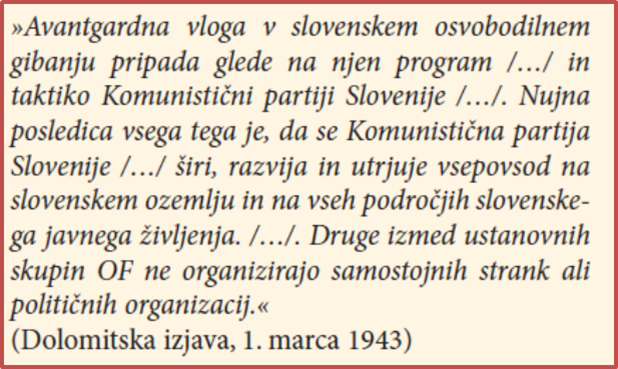 »Avantgardna vloga v slovenskem osvobodilnem
gibanju pripada glede na njen program /…/ in
taktiko Komunistični partiji Slovenije /…/. Nujna
posledica vsega tega je, da se Komunistična partija
Slovenije /…/ širi, razvija in utrjuje vsepovsod na
slovenskem ozemlju in na vseh področjih slovenske-
ga javnega življenja. /…/. Druge izmed ustanovnih
skupin OF ne organizirajo samostojnih strank ali
političnih organizacij.«
(Dolomitska izjava, 1. marca 1943)